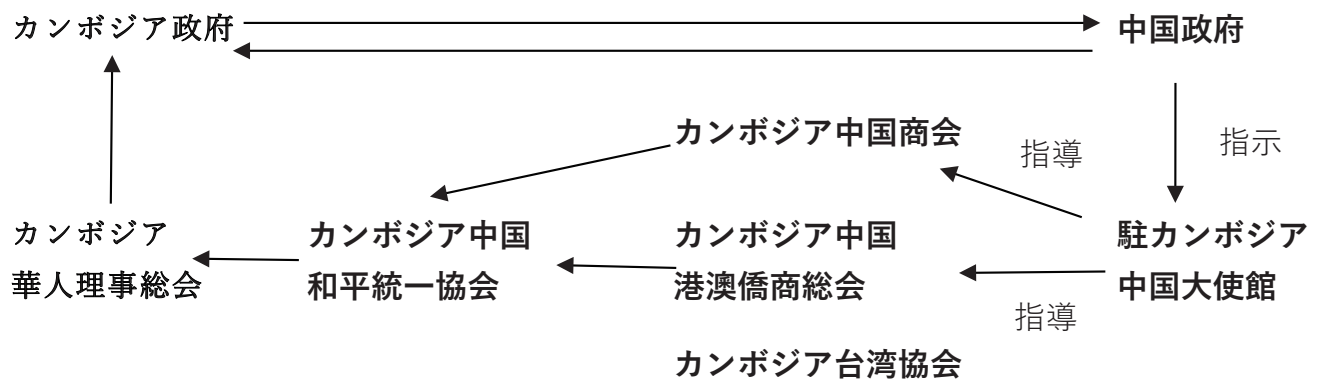 カンボジア政府
中国政府
カンボジア中国商会
指導
指示
カンボジア
華人理事総会
カンボジア中国
和平統一協会
カンボジア中国
港澳僑商総会
駐カンボジア
中国大使館
指導
カンボジア台湾協会